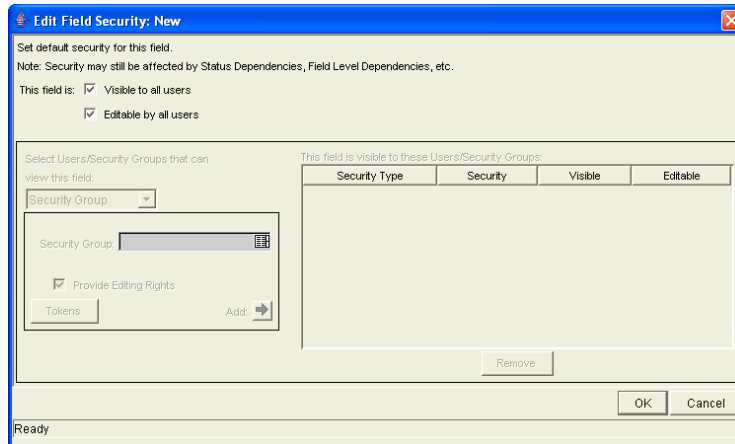 Edit Field Security: New
Set default security for this field.
Note: Security may still be affected by Status Dependencies, Field Level Dependencies, etc.
This field is: Visible to all users
Editable by all users
Select Users/Security Groups that can
view this field:
Security Group
Security Group:
Provide Editing Rights
Tokens
Add:
This field is visible to these Users/Security Groups:
Security Type Security Visible Editable
Remove
OK Cancel
Ready